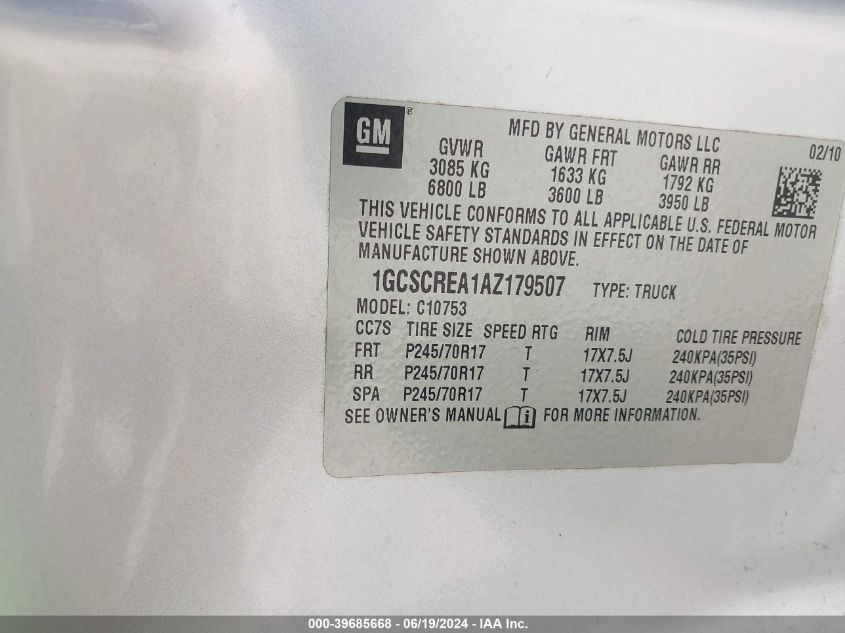 GM®
MFD BY GENERAL MOTORS LLC
02/10
GVWR GAWR FRT GAWR RR
3085 KG 1633 KG 1792 KG
6800 LB 3600 LB 3950 LB
THIS VEHICLE CONFORMS TO ALL APPLICABLE U.S. FEDERAL MOTOR
VEHICLE SAFETY STANDARDS IN EFFECT ON THE DATE OF
MANUFACTURE SHOWN ABOVE.
1GCSCREA1AZ179507 TYPE: TRUCK
MODEL: C10753
CC7S TIRE SIZE SPEED RTG RIM COLD TIRE PRESSURE
FRT P245/70R17 T 17X7.5J 240KPA(35PSI)
RR P245/70R17 T 17X7.5J 240KPA(35PSI)
SPA P245/70R17 T 17X7.5J 240KPA(35PSI)
SEE OWNER'S MANUAL i FOR MORE INFORMATION.
000-39685668 - 06/19/2024 - IAA Inc.